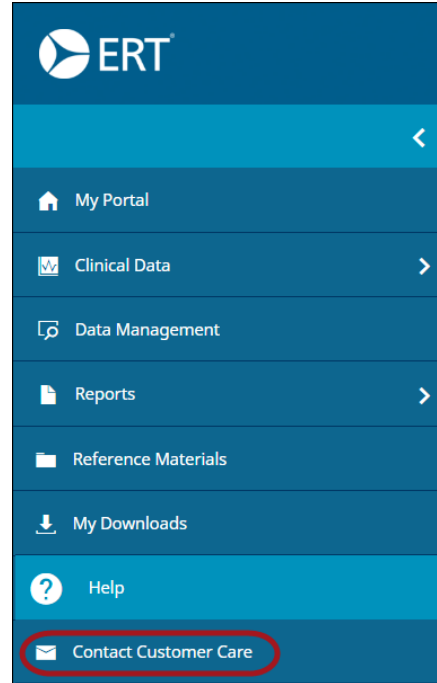 ERT®
My Portal
Clinical Data
Data Management
Reports
Reference Materials
My Downloads
Help
Contact Customer Care